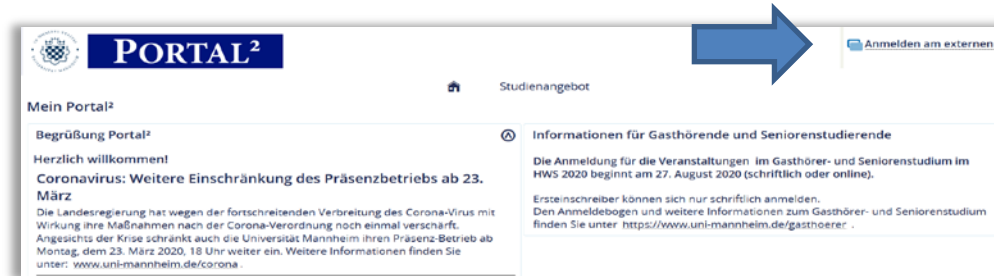 PORTAL²
Anmelden am externen
Studienangebot
Mein Portal²
Begrüßung Portal²
Herzlich willkommen!
Coronavirus: Weitere Einschränkung des Präsenzbetriebs ab 23.
März
Die Landesregierung hat wegen der fortschreitenden Verbreitung des Corona-Virus mit
Wirkung ihre Maßnahmen nach der Corona-Verordnung noch einmal verschärft.
Angesichts der Krise schränkt auch die Universität Mannheim ihren Präsenz-Betrieb ab
Montag, dem 23. März 2020, 18 Uhr weiter ein. Weitere Informationen finden Sie
unter: www.uni-mannheim.de/corona .
Informationen für Gasthörende und Seniorenstudierende
Die Anmeldung für die Veranstaltungen im Gasthörer- und Seniorenstudium im
HWS 2020 beginnt am 27. August 2020 (schriftlich oder online).
Ersteinschreiber können sich nur schriftlich anmelden.
Den Anmeldebogen und weitere Informationen zum Gasthörer- und Seniorenstudium
finden Sie unter https://www.uni-mannheim.de/gasthoerer .